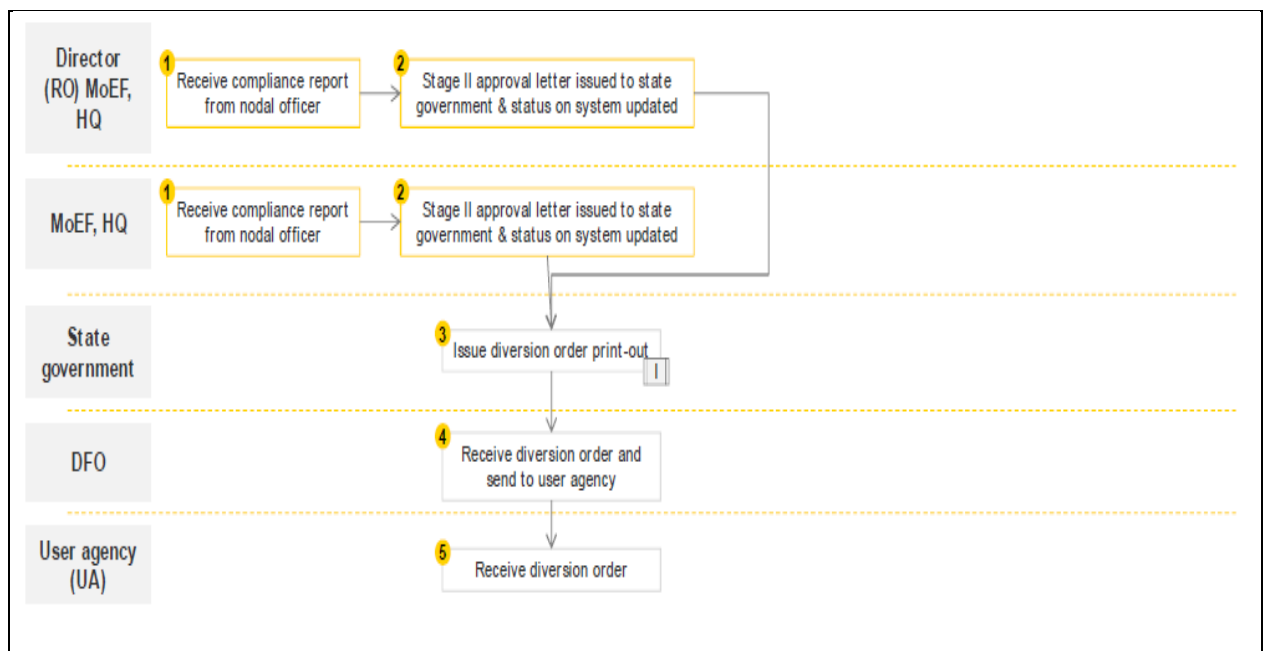 Director
(RO) MoEF,
HQ
1
Receive compliance report
from nodal officer
2
Stage II approval letter issued to state
government & status on system updated
MoEF, HQ
1
Receive compliance report
from nodal officer
2
Stage II approval letter issued to state
government & status on system updated
State
government
3
Issue diversion order print-out
I
DFO
4
Receive diversion order and
send to user agency
User agency
(UA)
5
Receive diversion order